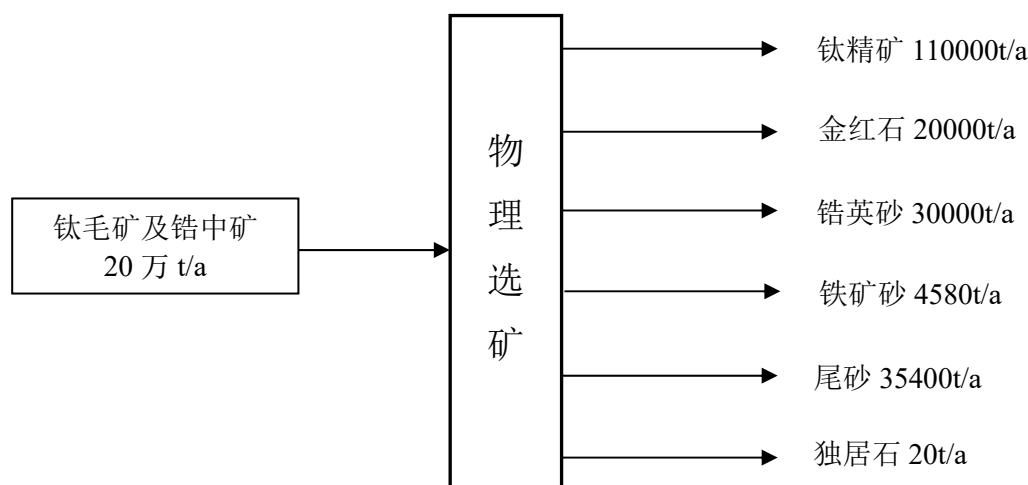 钛毛矿及锆中矿
20 万 t/a
物
理
选
矿
钛精矿 110000t/a
金红石 20000t/a
锆英砂 30000t/a
铁矿砂 4580t/a
尾砂 35400t/a
独居石 20t/a